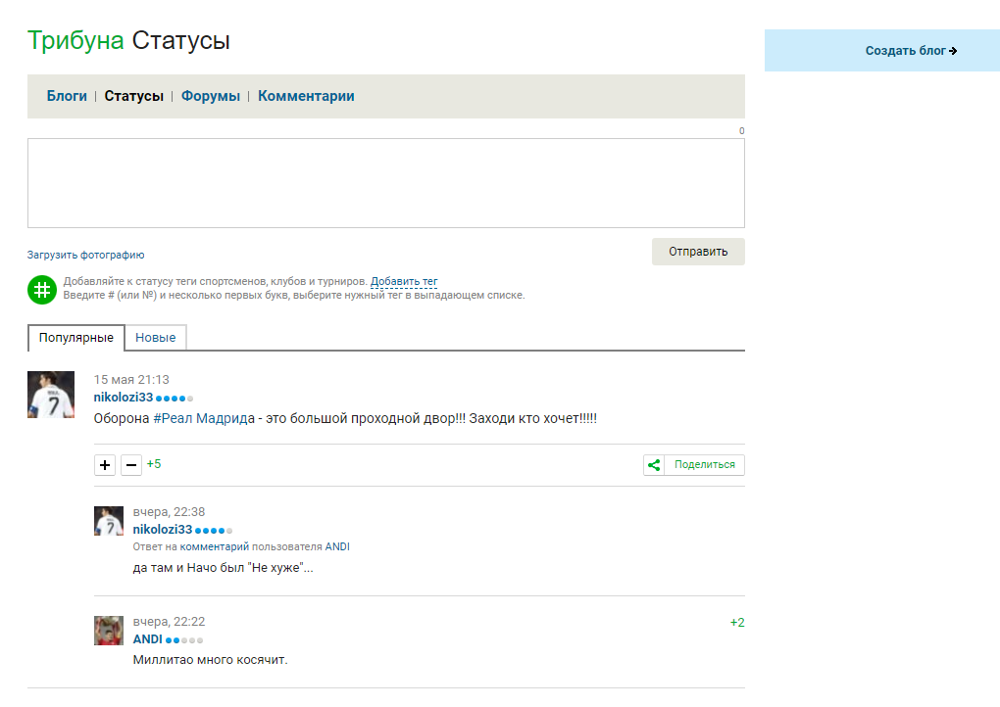 Трибуна Статусы
Создать блог
Блоги | Статусы | Форумы | Комментарии
0
Загрузить фотографию
Отправить
Добавляйте к статусу теги спортсменов, клубов и турниров. Добавить тег
Введите # (или №) и несколько первых букв, выберите нужный тег в выпадающем списке.
Популярные
Новые
15 мая 21:13
nikolozi33
Оборона #Реал Мадрида - это большой проходной двор!!! Заходи кто хочет!!!!!
+5
Поделиться
вчера, 22:38
nikolozi33
Ответ на комментарий пользователя ANDI
да там и Начо был "Не хуже"...
вчера, 22:22
+2
ANDI
Миллитао много косячит.